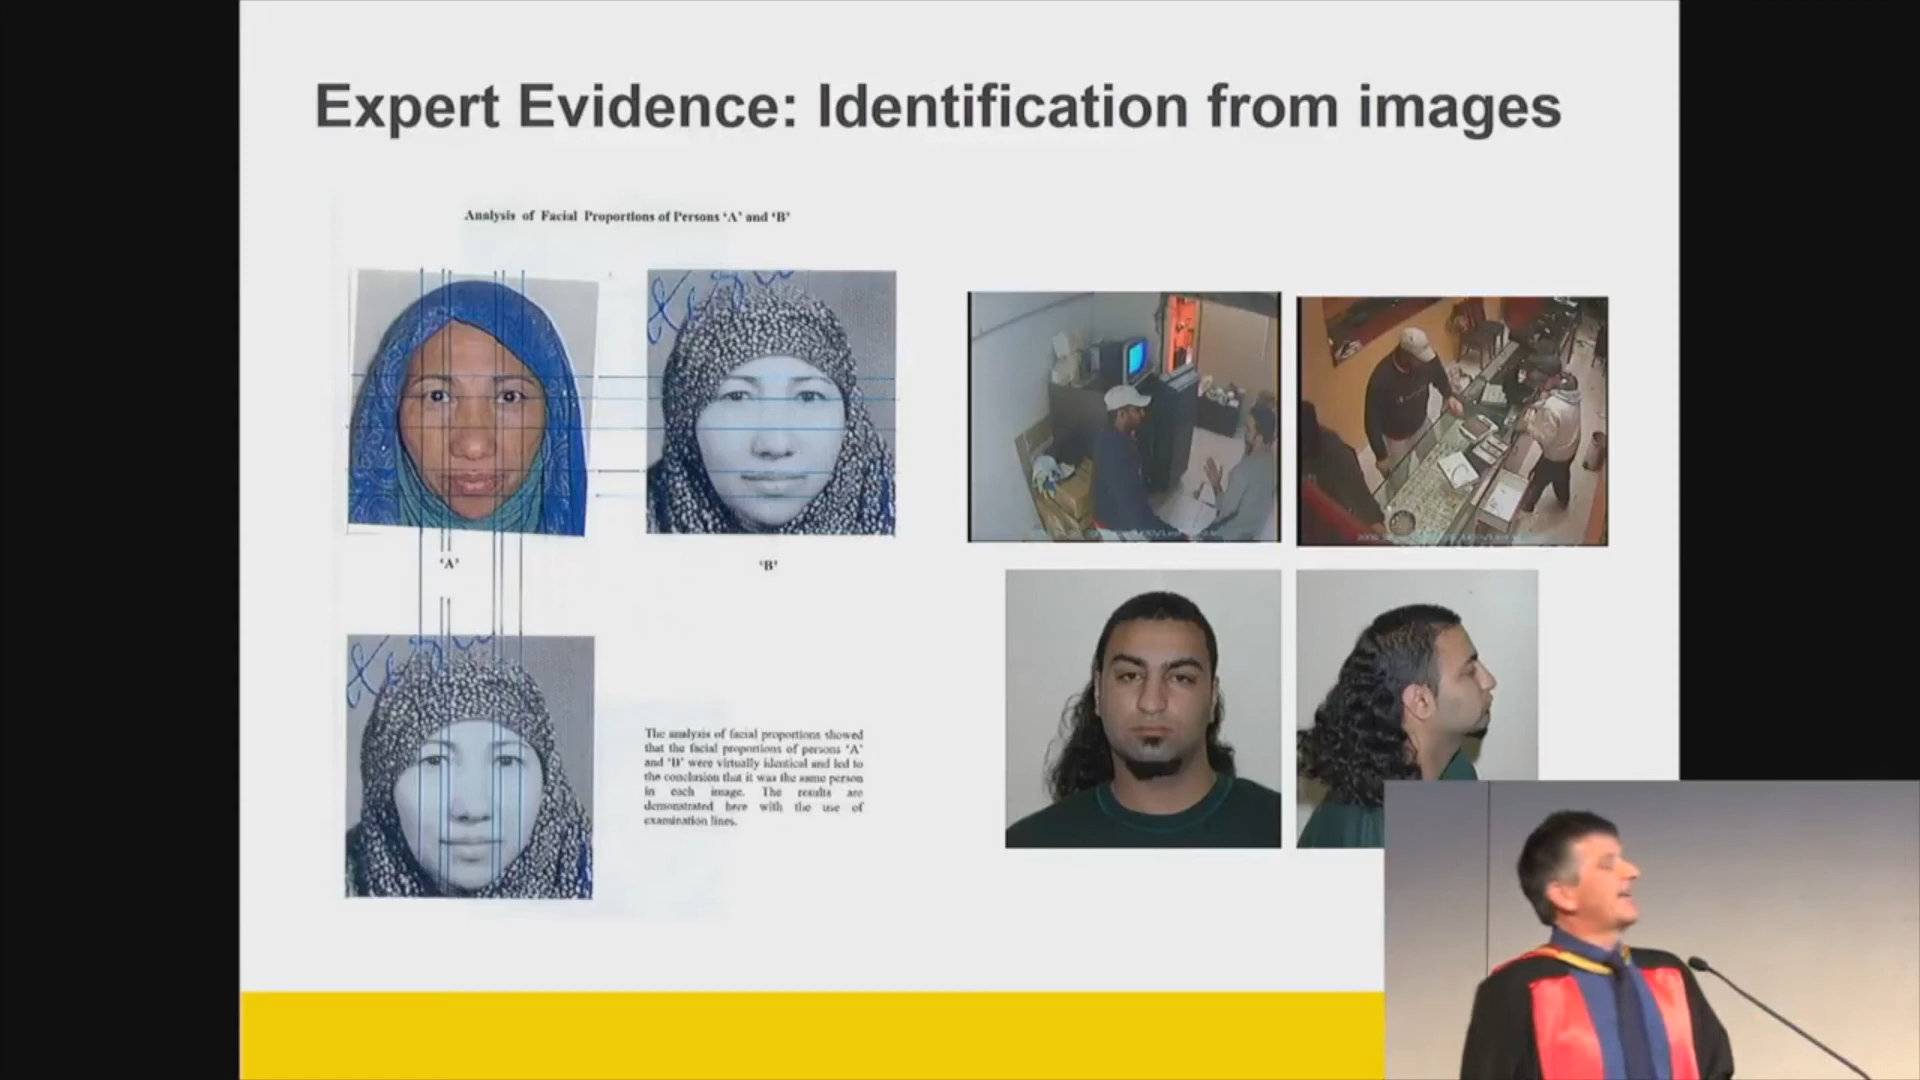 Expert Evidence: Identification from images
Analysis of Facial Proportions of Persons ‘A’ and ‘B’
‘A’
‘B’
The analysis of facial proportions showed
that the facial proportions of persons ‘A’
and ‘B’ were virtually identical and led to
the conclusion that it was the same person
in each image. The results are
demonstrated here with the use of
examination lines.